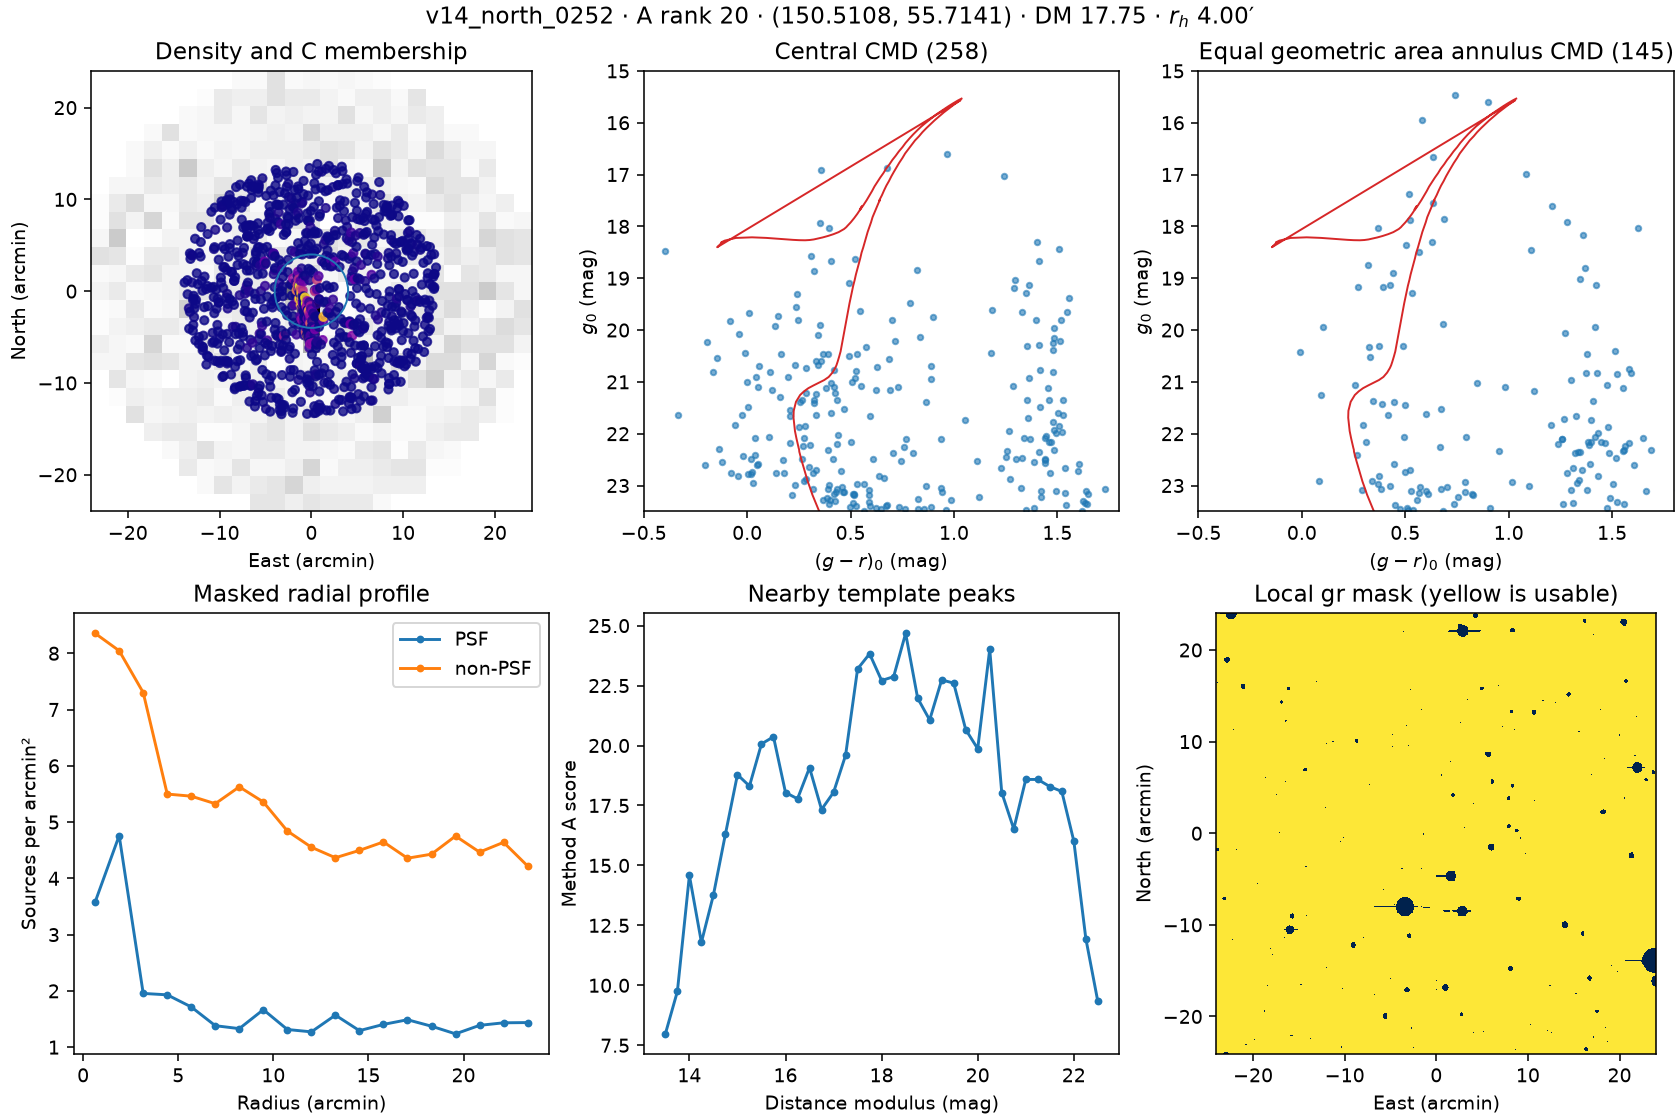 v14_north_0252 · A rank 20 · (150.5108, 55.7141) · DM 17.75 · r_h 4.00′
Density and C membership
20
10
0
−10
−20
North (arcmin)
−20 −10 0 10 20
East (arcmin)
Central CMD (258)
15
16
17
18
19
20
21
22
23
g₀ (mag)
−0.5 0.0 0.5 1.0 1.5
(g − r)₀ (mag)
Equal geometric area annulus CMD (145)
15
16
17
18
19
20
21
22
23
g₀ (mag)
−0.5 0.0 0.5 1.0 1.5
(g − r)₀ (mag)
Masked radial profile
PSF
non-PSF
8
7
6
5
4
3
2
1
Sources per arcmin²
0 5 10 15 20
Radius (arcmin)
Nearby template peaks
25.0
22.5
20.0
17.5
15.0
12.5
10.0
7.5
Method A score
14 16 18 20 22
Distance modulus (mag)
Local gr mask (yellow is usable)
20
10
0
−10
−20
North (arcmin)
−20 −10 0 10 20
East (arcmin)